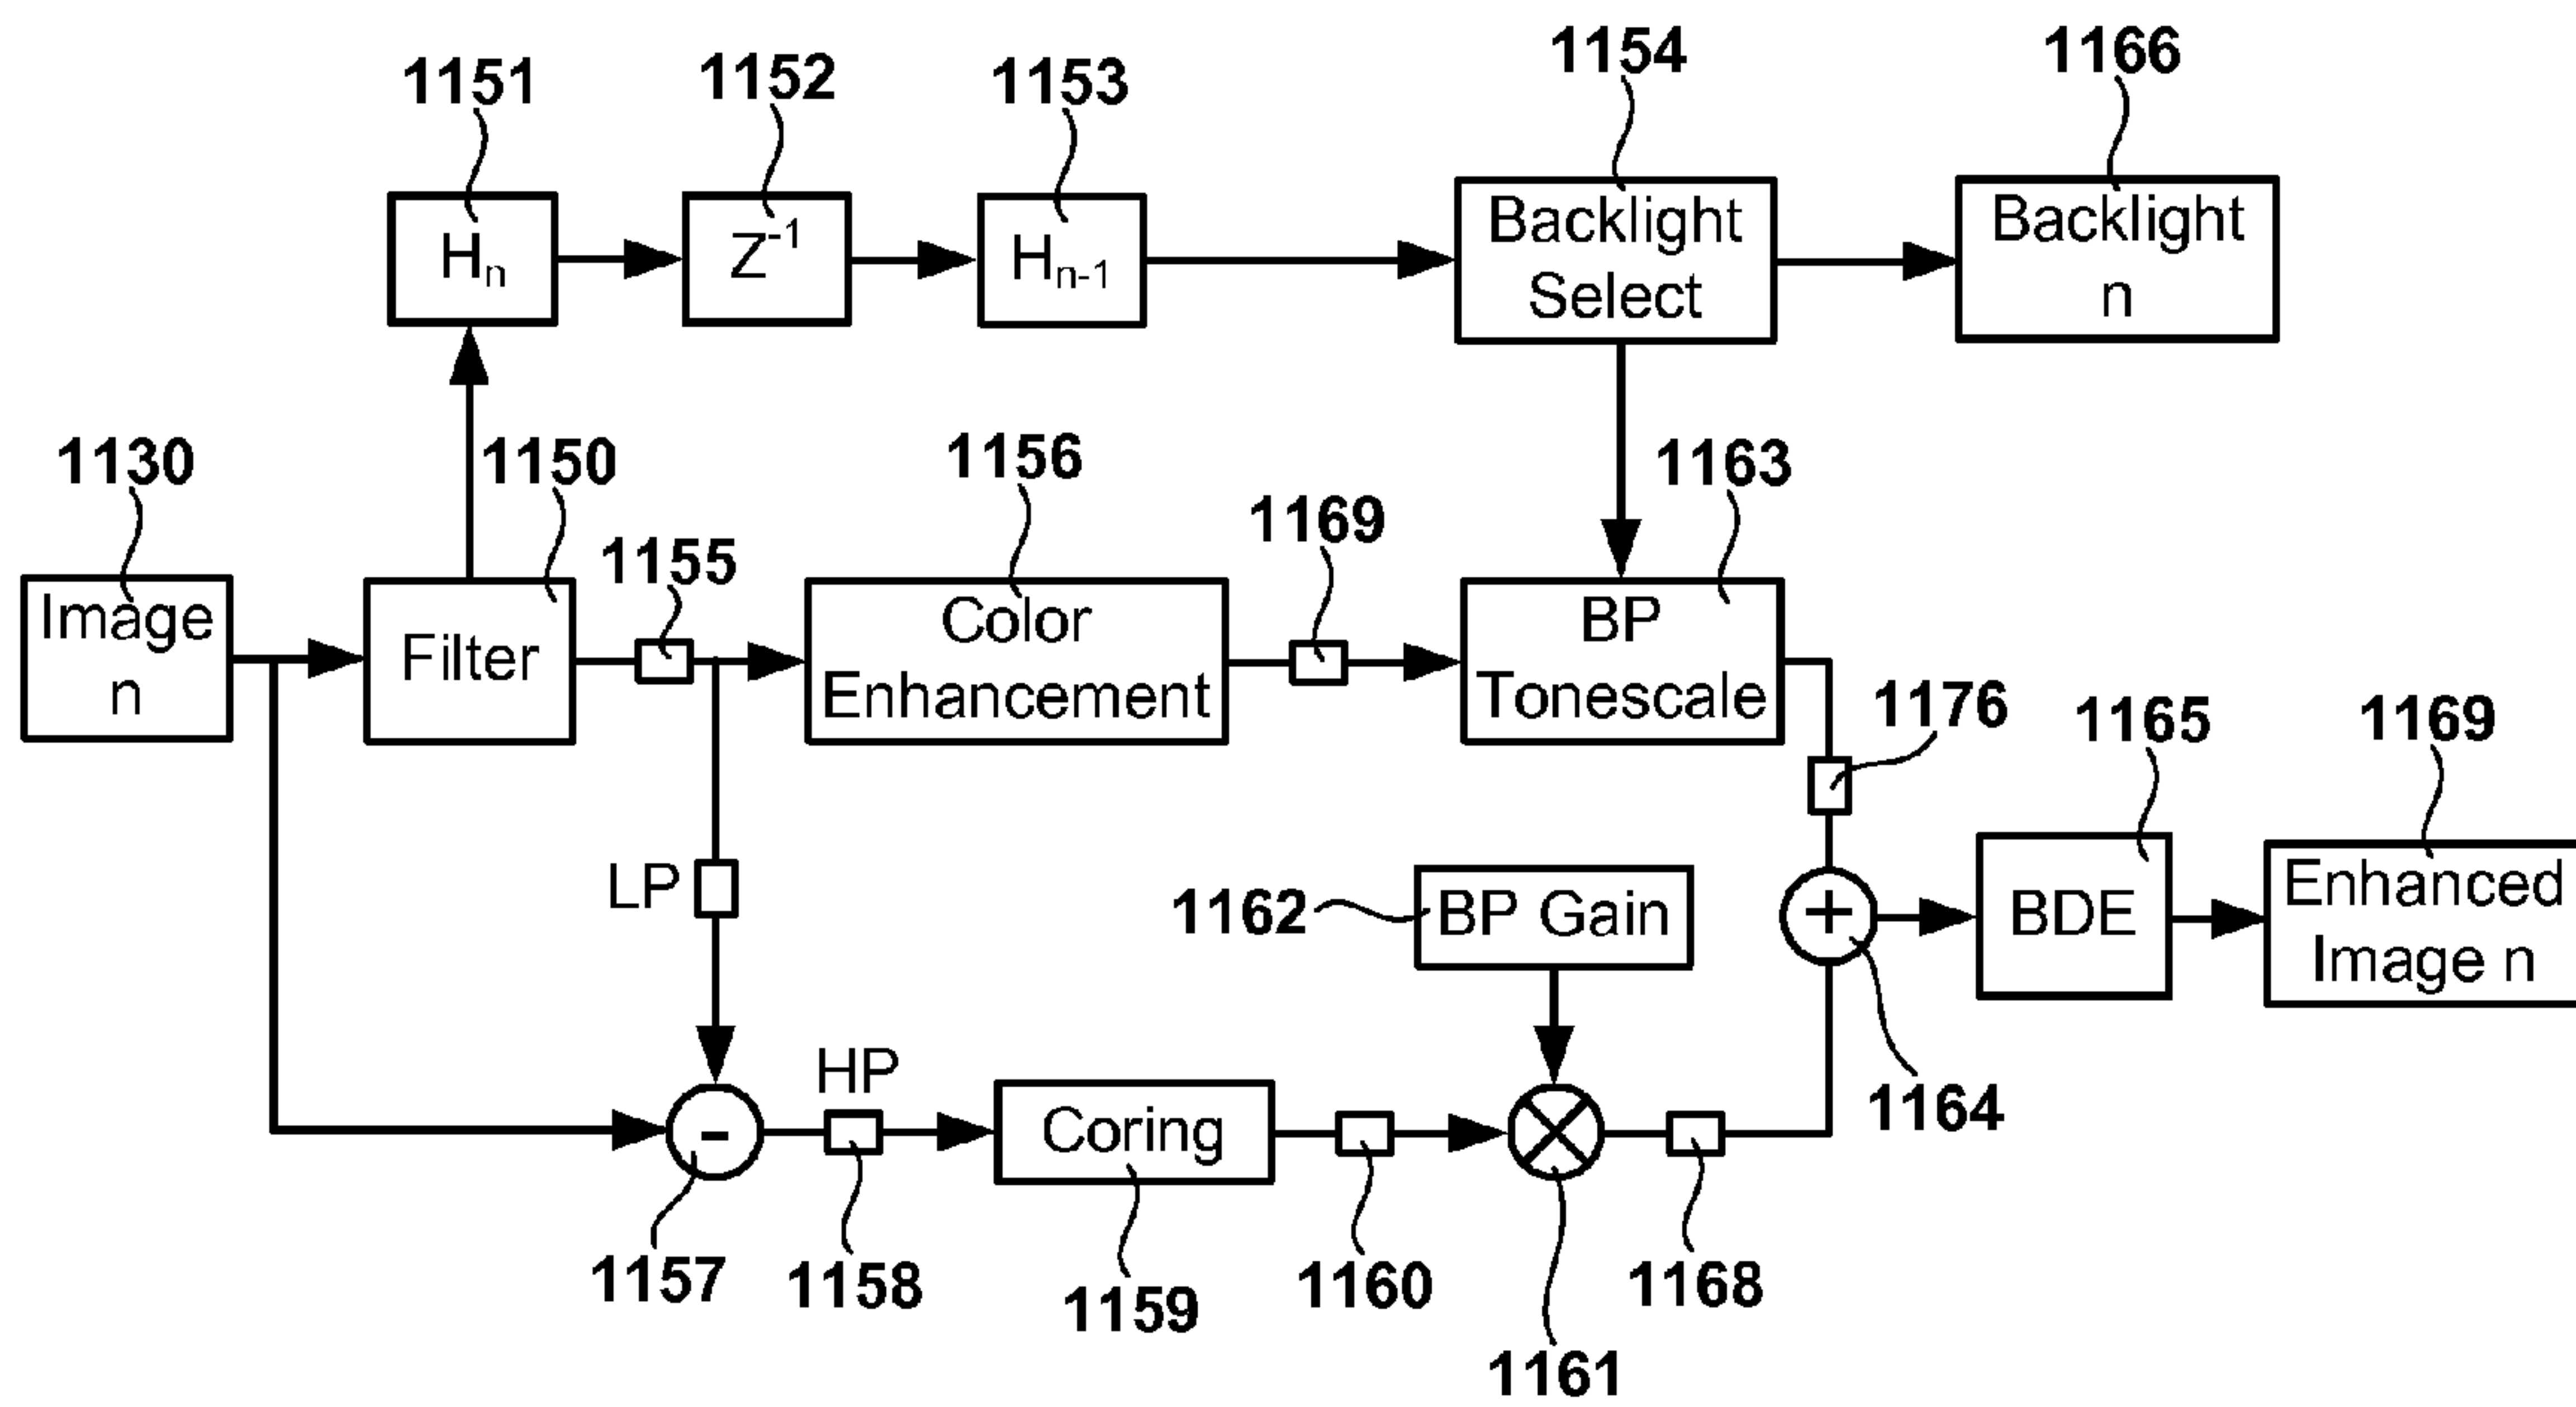 1151
1152
1153
1154
1166
Hn
Z-1
Hn-1
Backlight
Select
Backlight
n
1130
1150
1155
1156
1169
1163
Image
n
Filter
Color
Enhancement
BP
Tonescale
1176
1165
1169
LP
1162
BP Gain
+
BDE
Enhanced
Image n
HP
-
Coring
1164
1157
1158
1159
1160
1161
1168